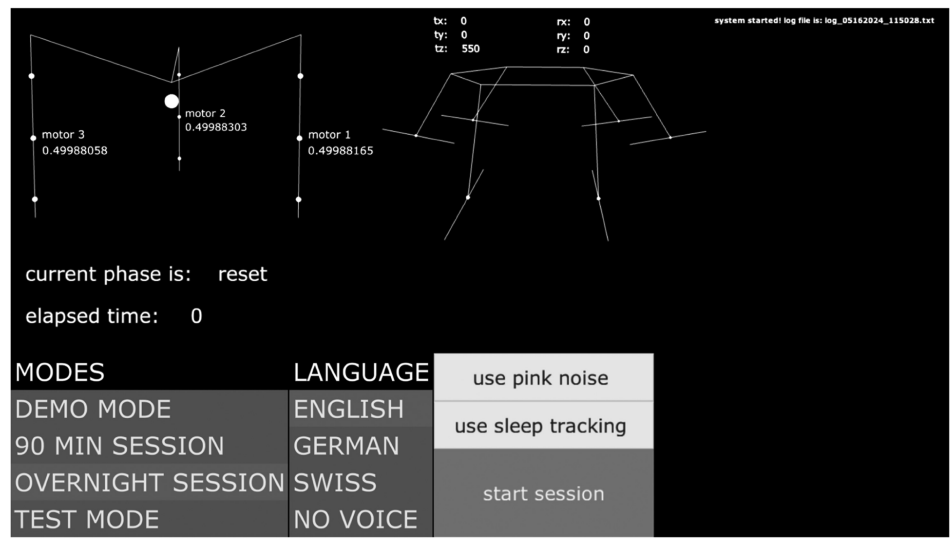 tx: 0 rx: 0
ty: 0 ry: 0
tz: 550 rz: 0
system started! log file is: log_05162024_115028.txt
motor 3
0.49988058
motor 2
0.49988303
motor 1
0.49988165
current phase is: reset
elapsed time: 0
MODES
DEMO MODE
90 MIN SESSION
OVERNIGHT SESSION
TEST MODE
LANGUAGE
ENGLISH
GERMAN
SWISS
NO VOICE
use pink noise
use sleep tracking
start session